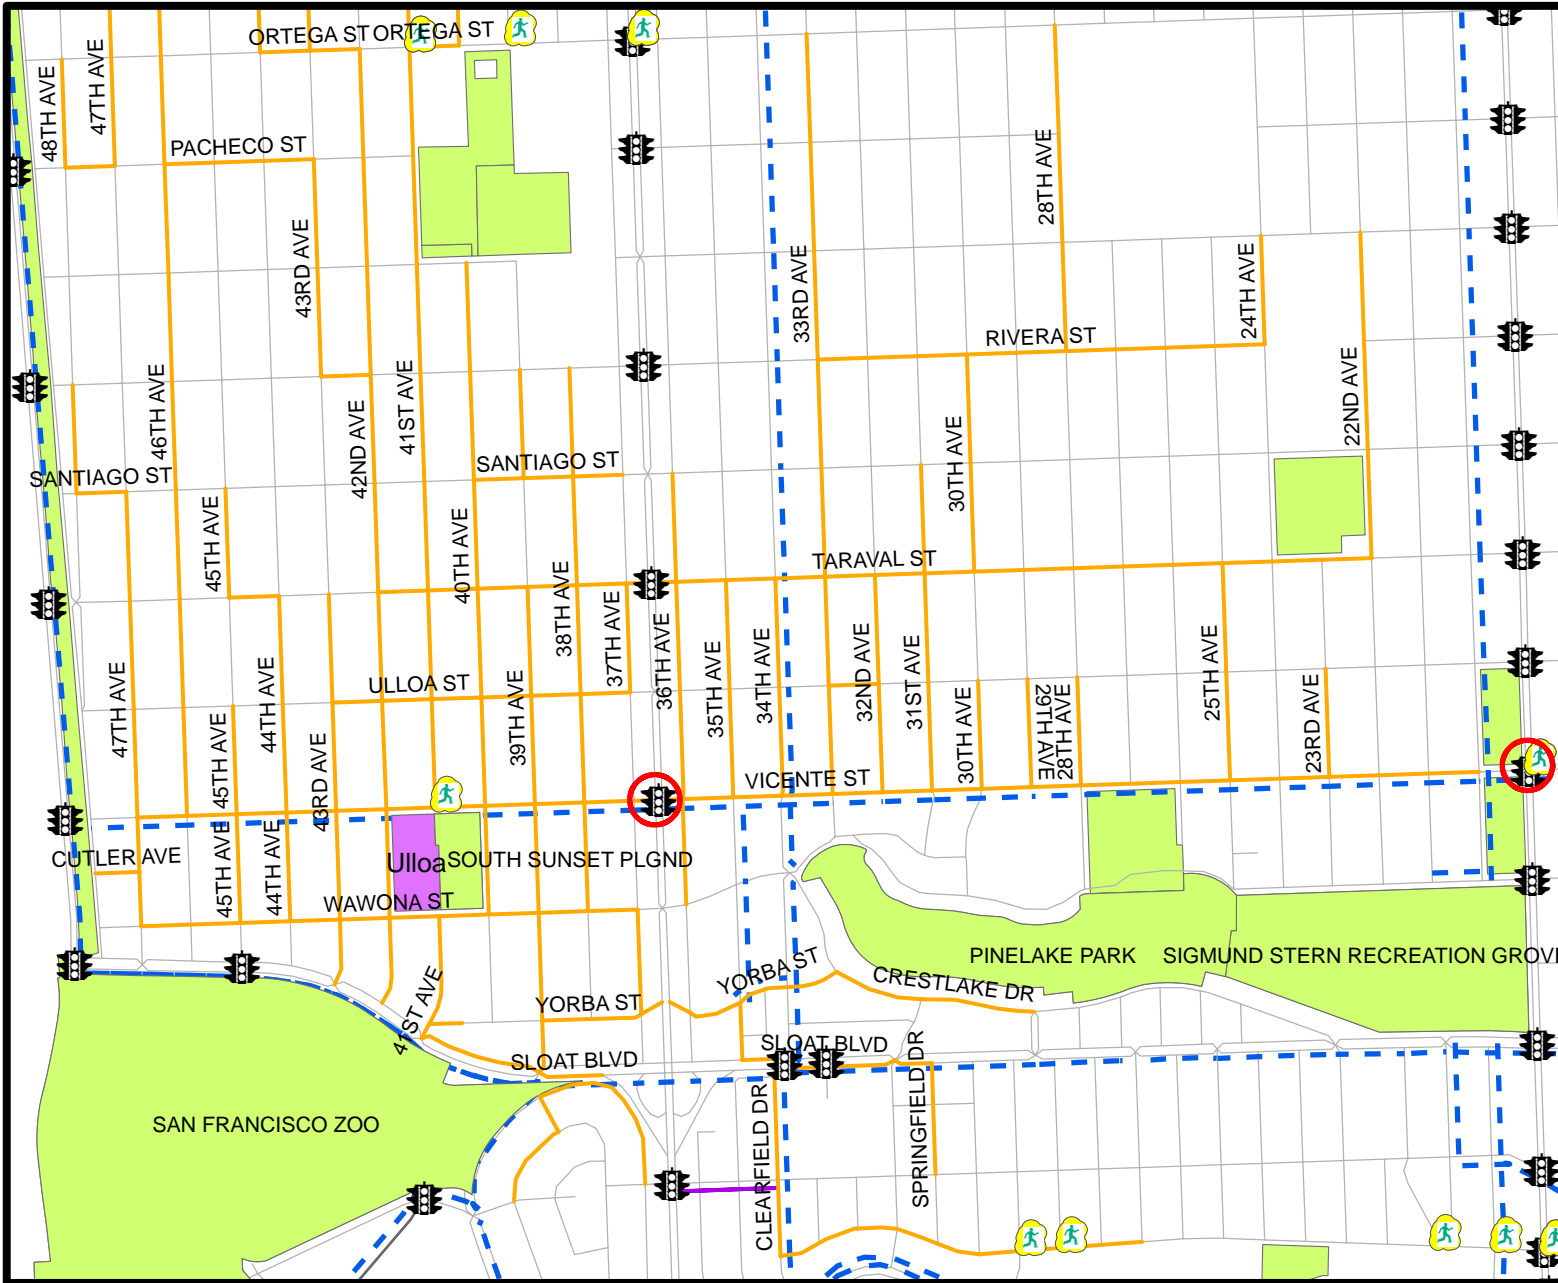 ORTEGA ST
ORTEGA ST
48TH AVE
47TH AVE
PACHECO ST
28TH AVE
43RD AVE
33RD AVE
24TH AVE
RIVERA ST
46TH AVE
41ST AVE
42ND AVE
22ND AVE
SANTIAGO ST
SANTIAGO ST
30TH AVE
45TH AVE
40TH AVE
TARAVAL ST
38TH AVE
37TH AVE
36TH AVE
35TH AVE
34TH AVE
32ND AVE
31ST AVE
25TH AVE
ULLOA ST
47TH AVE
44TH AVE
45TH AVE
43RD AVE
39TH AVE
30TH AVE
29TH AVE
28TH AVE
23RD AVE
VICENTE ST
CUTLER AVE
45TH AVE
44TH AVE
Ulloa
SOUTH SUNSET PLGND
WAWONA ST
PINELAKE PARK
SIGMUND STERN RECREATION GROVE
YORBA ST
CRESTLAKE DR
YORBA ST
41ST AVE
SLOAT BLVD
SLOAT BLVD
SAN FRANCISCO ZOO
CLEARFIELD DR
SPRINGFIELD DR